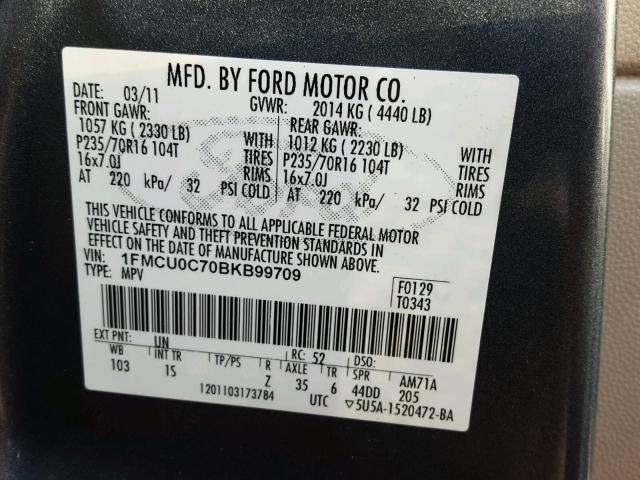 MFD. BY FORD MOTOR CO.
DATE: 03/11 GVWR: 2014 KG ( 4440 LB)
FRONT GAWR: REAR GAWR:
1057 KG ( 2330 LB) WITH 1012 KG ( 2230 LB) WITH
P235/70R16 104T TIRES P235/70R16 104T TIRES
16x7.0J RIMS 16x7.0J RIMS
AT 220 kPa/ 32 PSI COLD AT 220 kPa/ 32 PSI COLD
THIS VEHICLE CONFORMS TO ALL APPLICABLE FEDERAL MOTOR
VEHICLE SAFETY AND THEFT PREVENTION STANDARDS IN
EFFECT ON THE DATE OF MANUFACTURE SHOWN ABOVE.
VIN: 1FMCU0C70BKB99709 F0129
TYPE: MPV T0343
EXT PNT: UN RC: 52 DSO:
WB INT TR TP/PS R AXLE TR SPR AM71A
103 1S Z 35 6 44DD 205
1201103173784 UTC ▽5U5A-1520472-BA